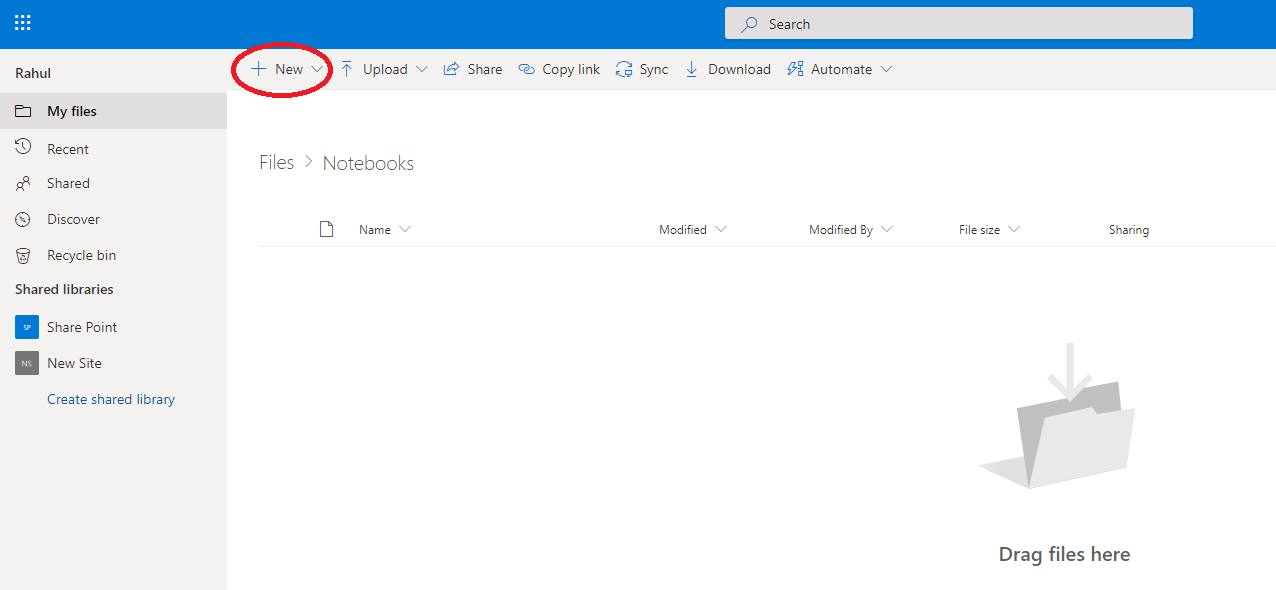 Search
Rahul
New Upload Share Copy link Sync Download Automate
My files
Recent
Shared
Discover
Recycle bin
Shared libraries
SP Share Point
NS New Site
Create shared library
Files > Notebooks
Name Modified Modified By File size Sharing
Drag files here